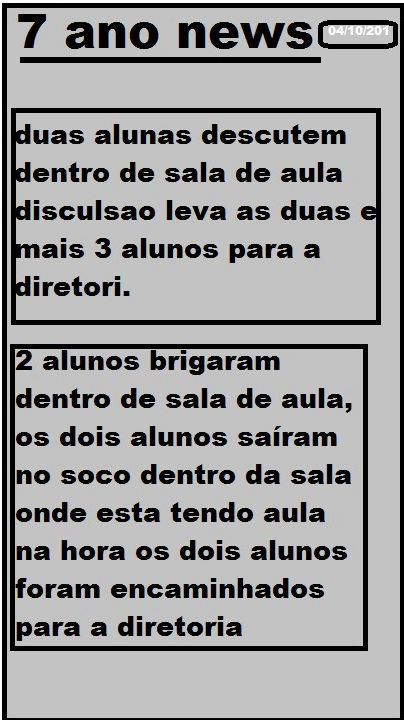 7 ano news
04/10/201
duas alunas descutem
dentro de sala de aula
disculsao leva as duas e
mais 3 alunos para a
diretori.
2 alunos brigaram
dentro de sala de aula,
os dois alunos saíram
no soco dentro da sala
onde esta tendo aula
na hora os dois alunos
foram encaminhados
para a diretoria